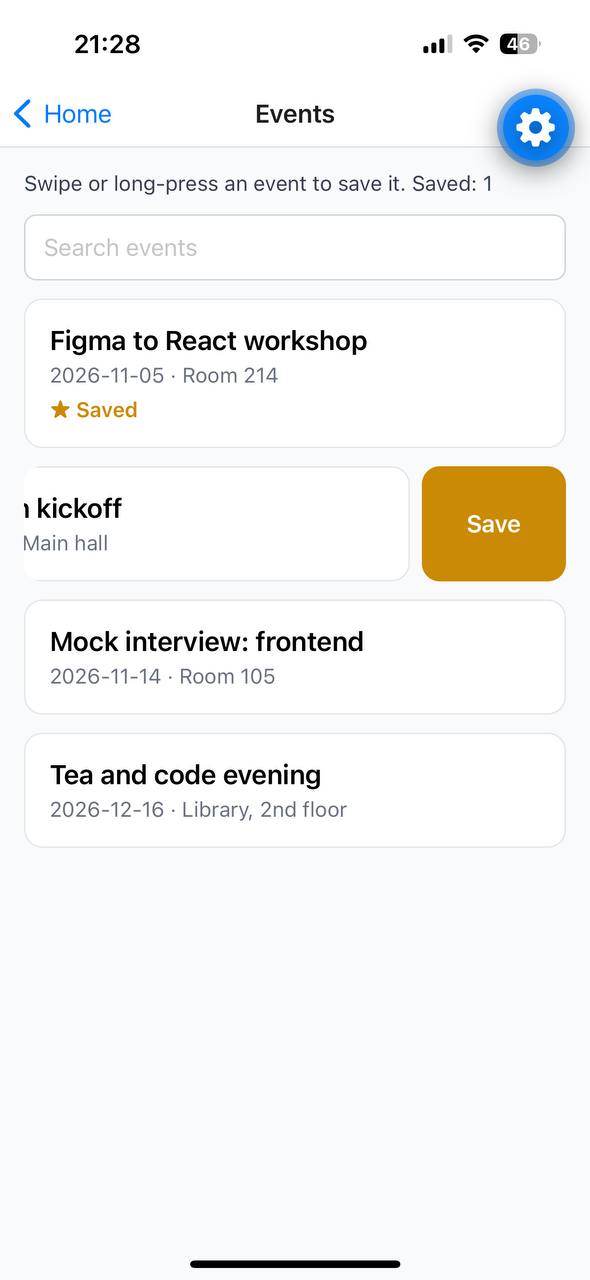 21:28
46
Home
Events
Swipe or long-press an event to save it. Saved: 1
Search events
Figma to React workshop
2026-11-05 · Room 214
★ Saved
kickoff
Main hall
Save
Mock interview: frontend
2026-11-14 · Room 105
Tea and code evening
2026-12-16 · Library, 2nd floor